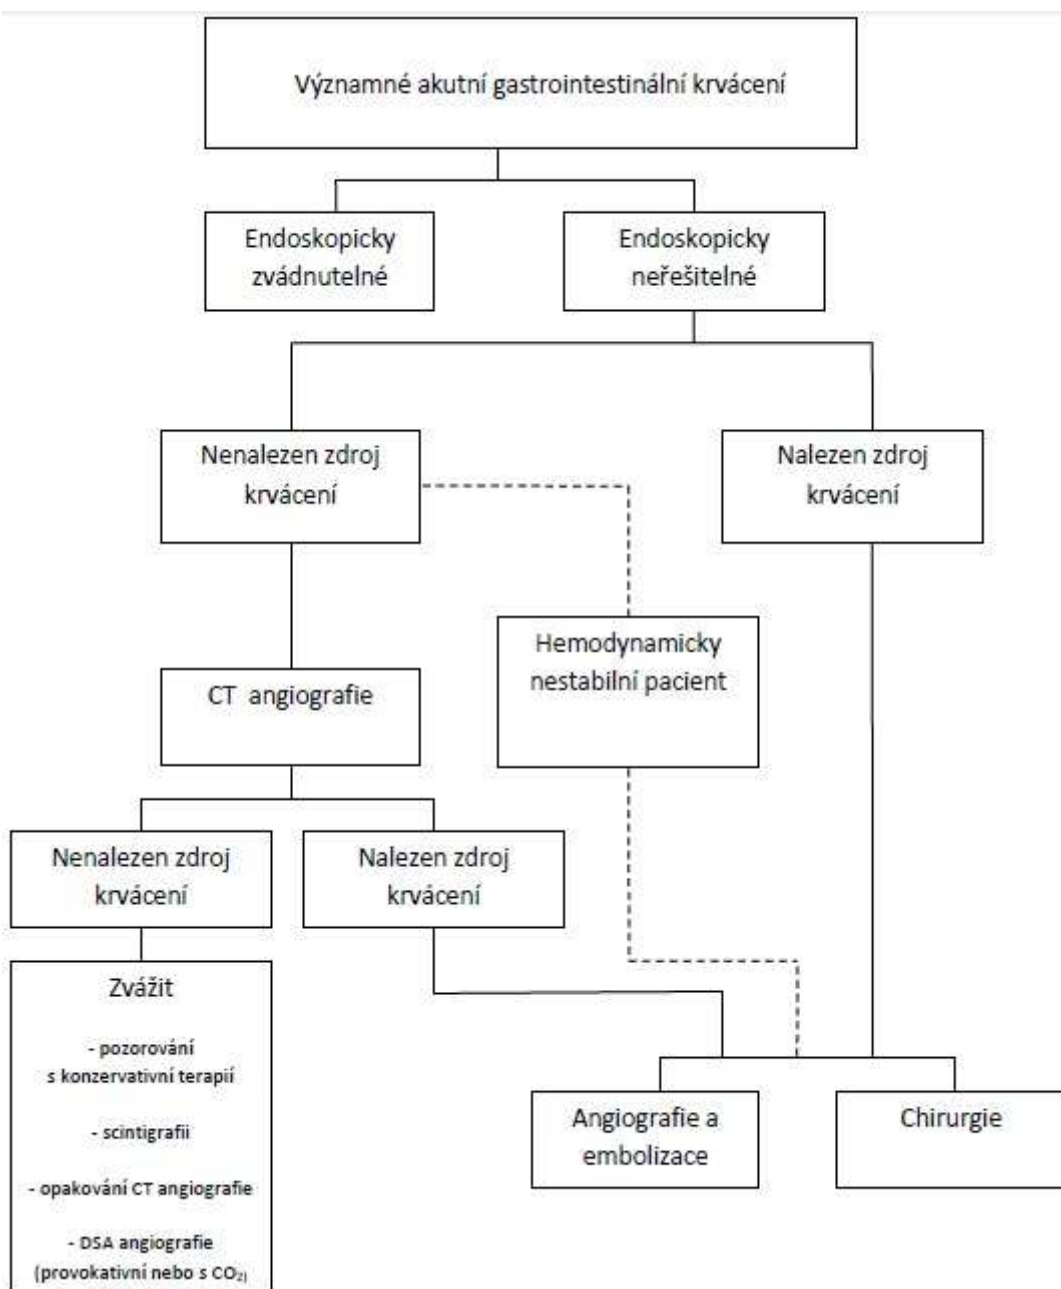 Významné akutní gastrointestinální krvácení
Endoskopicky
zvádnutelné
Endoskopicky
neřešitelné
Nenalezen zdroj
krvácení
Nalezen zdroj
krvácení
Hemodynamicky
nestabilní pacient
CT angiografie
Nenalezen zdroj
krvácení
Nalezen zdroj
krvácení
Zvážit
- pozorování
s konzervativní terapií
- scintigrafii
- opakování CT angiografie
- DSA angiografie
(provokativní nebo s CO₂)
Angiografie a
embolizace
Chirurgie